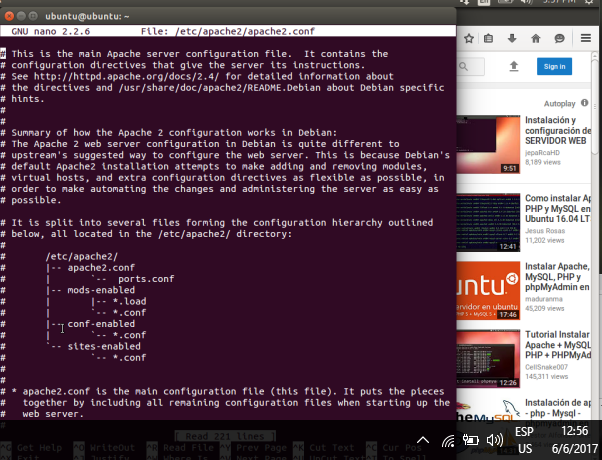 ubuntu@ubuntu: ~
GNU nano 2.2.6 File: /etc/apache2/apache2.conf
# This is the main Apache server configuration file. It contains the
# configuration directives that give the server its instructions.
# See http://httpd.apache.org/docs/2.4/ for detailed information about
# the directives and /usr/share/doc/apache2/README.Debian about Debian specific
# hints.
#
#
# Summary of how the Apache 2 configuration works in Debian:
# The Apache 2 web server configuration in Debian is quite different to
# upstream's suggested way to configure the web server. This is because Debian's
# default Apache2 installation attempts to make adding and removing modules,
# virtual hosts, and extra configuration directives as flexible as possible, in
# order to make automating the changes and administering the server as easy as
# possible.
# It is split into several files forming the configuration hierarchy outlined
# below, all located in the /etc/apache2/ directory:
#
# /etc/apache2/
# |-- apache2.conf
# | `-- ports.conf
# |-- mods-enabled
# | |-- *.load
# | `-- *.conf
# |-- conf-enabled
# | `-- *.conf
# `-- sites-enabled
# `-- *.conf
#
#
# * apache2.conf is the main configuration file (this file). It puts the pieces
# together by including all remaining configuration files when starting up the
# web server.
#
[ Read 221 lines ]
^G Get Help ^O WriteOut ^R Read File ^Y Prev Page ^K Cut Text ^C Cur Pos
Sign in
Autoplay
Instalación y
configuración de
SERVIDOR WEB
jepaRcaHD
8,189 views
9:51
Como instalar A
PHP y MySQL en
Ubuntu 16.04 LT
Jesus Rosas
11,202 views
12:41
Instalar Apache,
MySQL, PHP y
phpMyAdmin en
maduranma
45,209 views
untu.
servidor en ubuntu
17:46
Tutorial Instalar
Apache + MySQL
PHP + PHPMyAd
CellSnake007
145,311 views
12:26
Instalación de ap
- php - Mysql -
ESP
US
12:56
6/6/2017